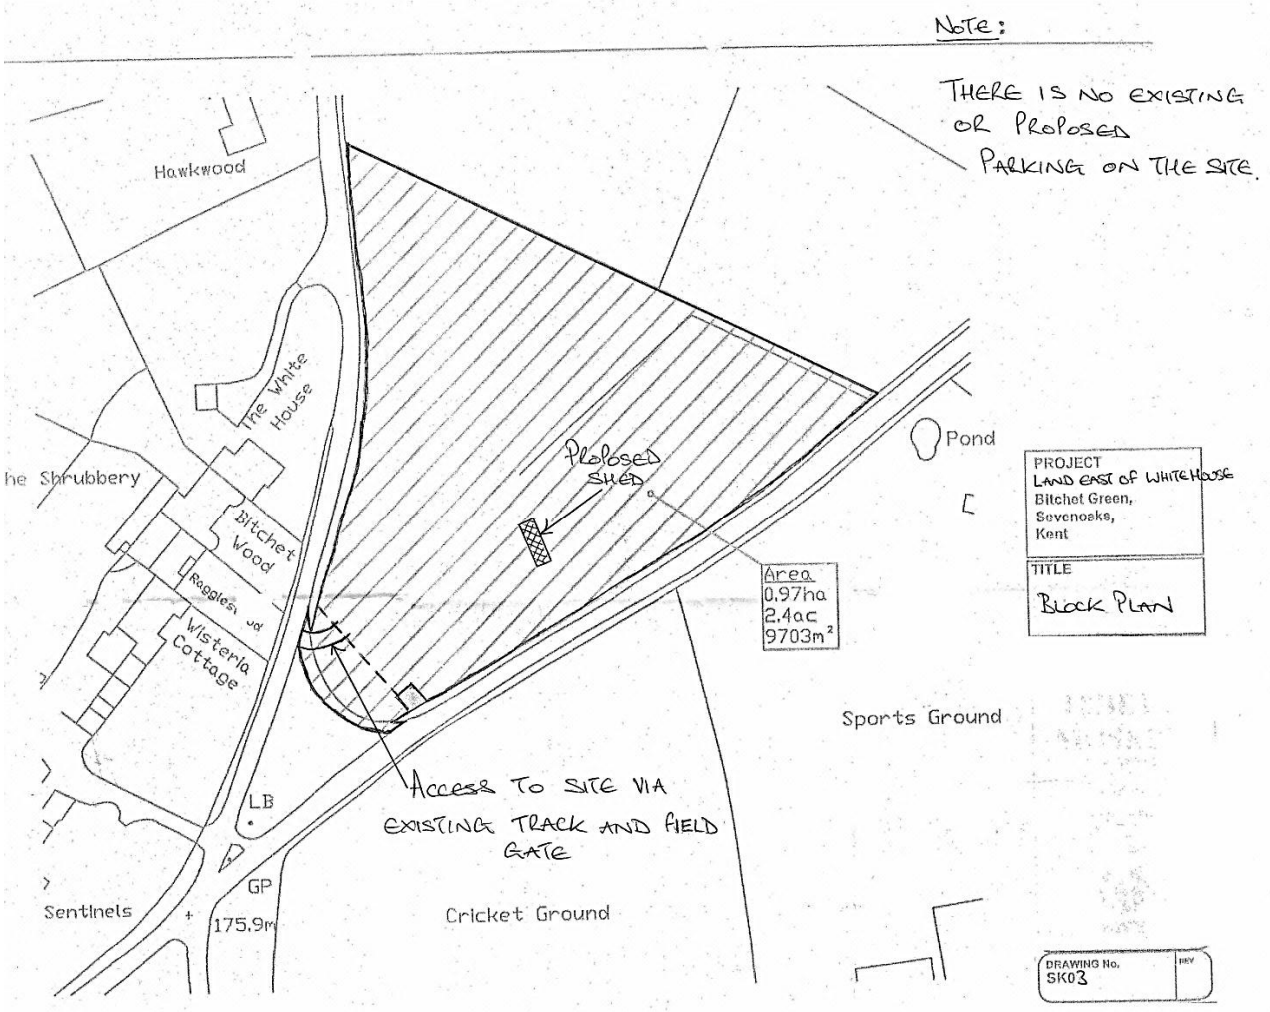 NOTE:
THERE IS NO EXISTING
OR PROPOSED
PARKING ON THE SITE.
Hawkwood
The White
House
he Shrubbery
Bitchet
Wood
Wisteria
Cottage
PROPOSED
SHED
Pond
PROJECT
LAND EAST OF WHITEHOUSE
Bitchet Green,
Sevenoaks,
Kent
TITLE
BLOCK PLAN
Area
0.97ha
2.4ac
9703m²
Sports Ground
ACCESS TO SITE VIA
EXISTING TRACK AND FIELD
GATE
LB
GP
175.9m
Sentinels
Cricket Ground
DRAWING No.
SK03
REV